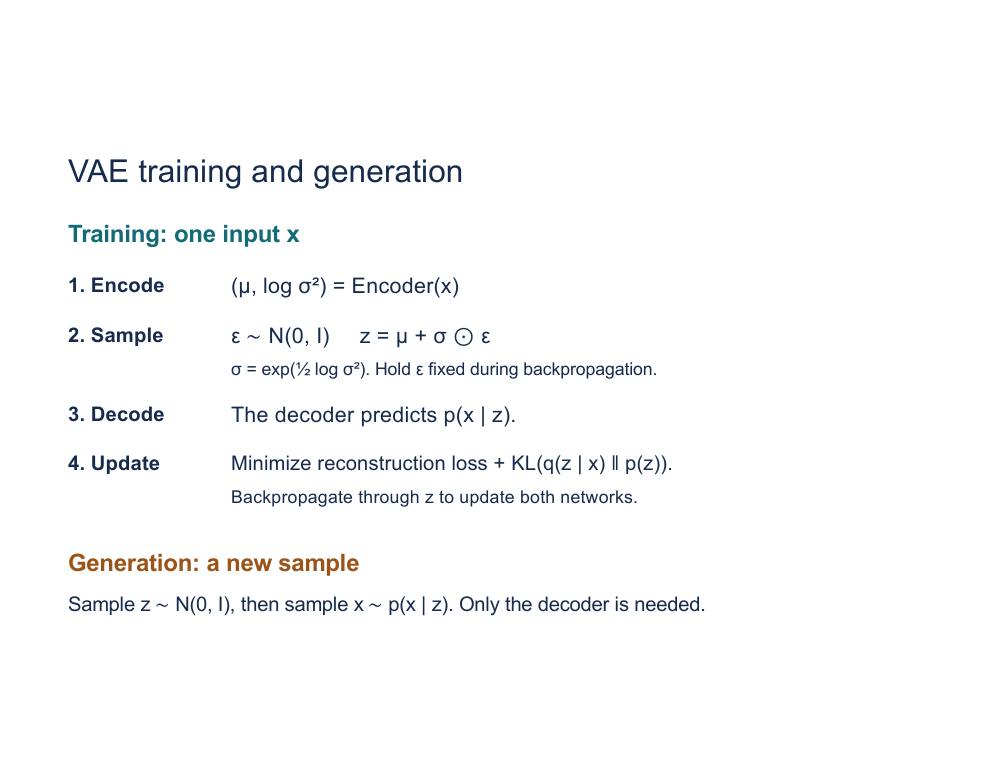 VAE training and generation
Training: one input x
1. Encode (μ, log σ²) = Encoder(x)
2. Sample ε ∼ N(0, I) z = μ + σ ⊙ ε
σ = exp(½ log σ²). Hold ε fixed during backpropagation.
3. Decode The decoder predicts p(x | z).
4. Update Minimize reconstruction loss + KL(q(z | x) ‖ p(z)).
Backpropagate through z to update both networks.
Generation: a new sample
Sample z ∼ N(0, I), then sample x ∼ p(x | z). Only the decoder is needed.